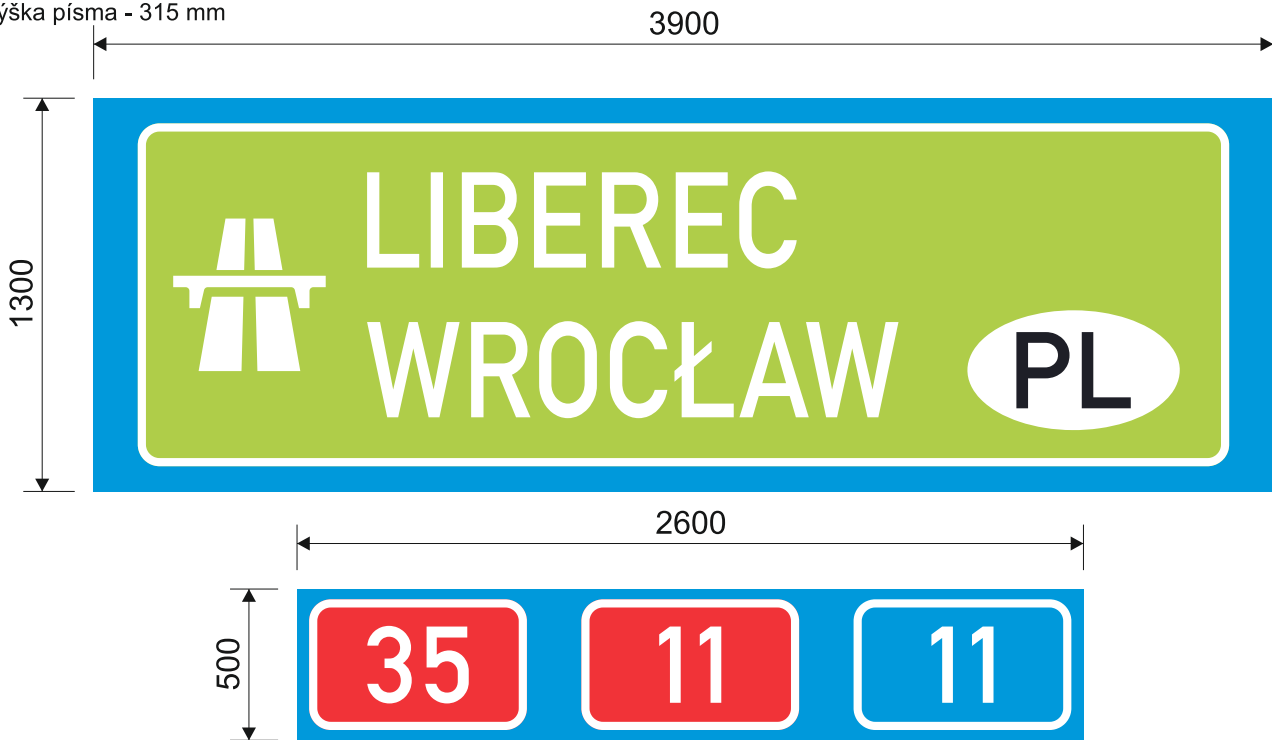 ýška písma - 315 mm
3900
1300
LIBEREC
WROCŁAW
PL
2600
500
35 11 11